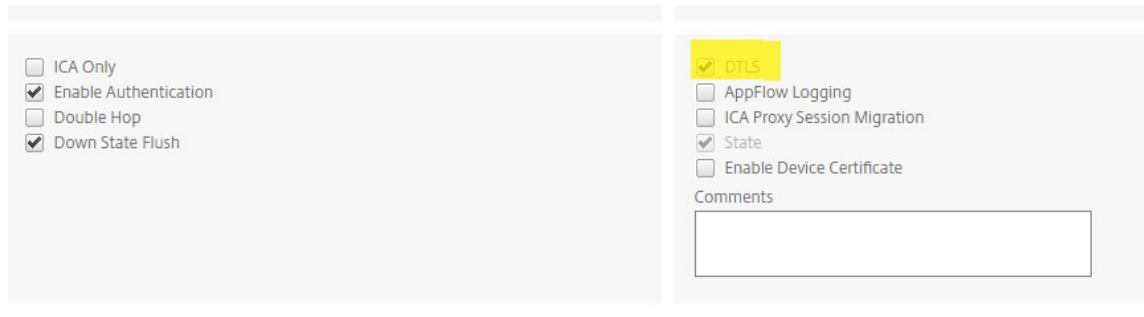 ICA Only
Enable Authentication
Double Hop
Down State Flush
DTLS
AppFlow Logging
ICA Proxy Session Migration
State
Enable Device Certificate
Comments